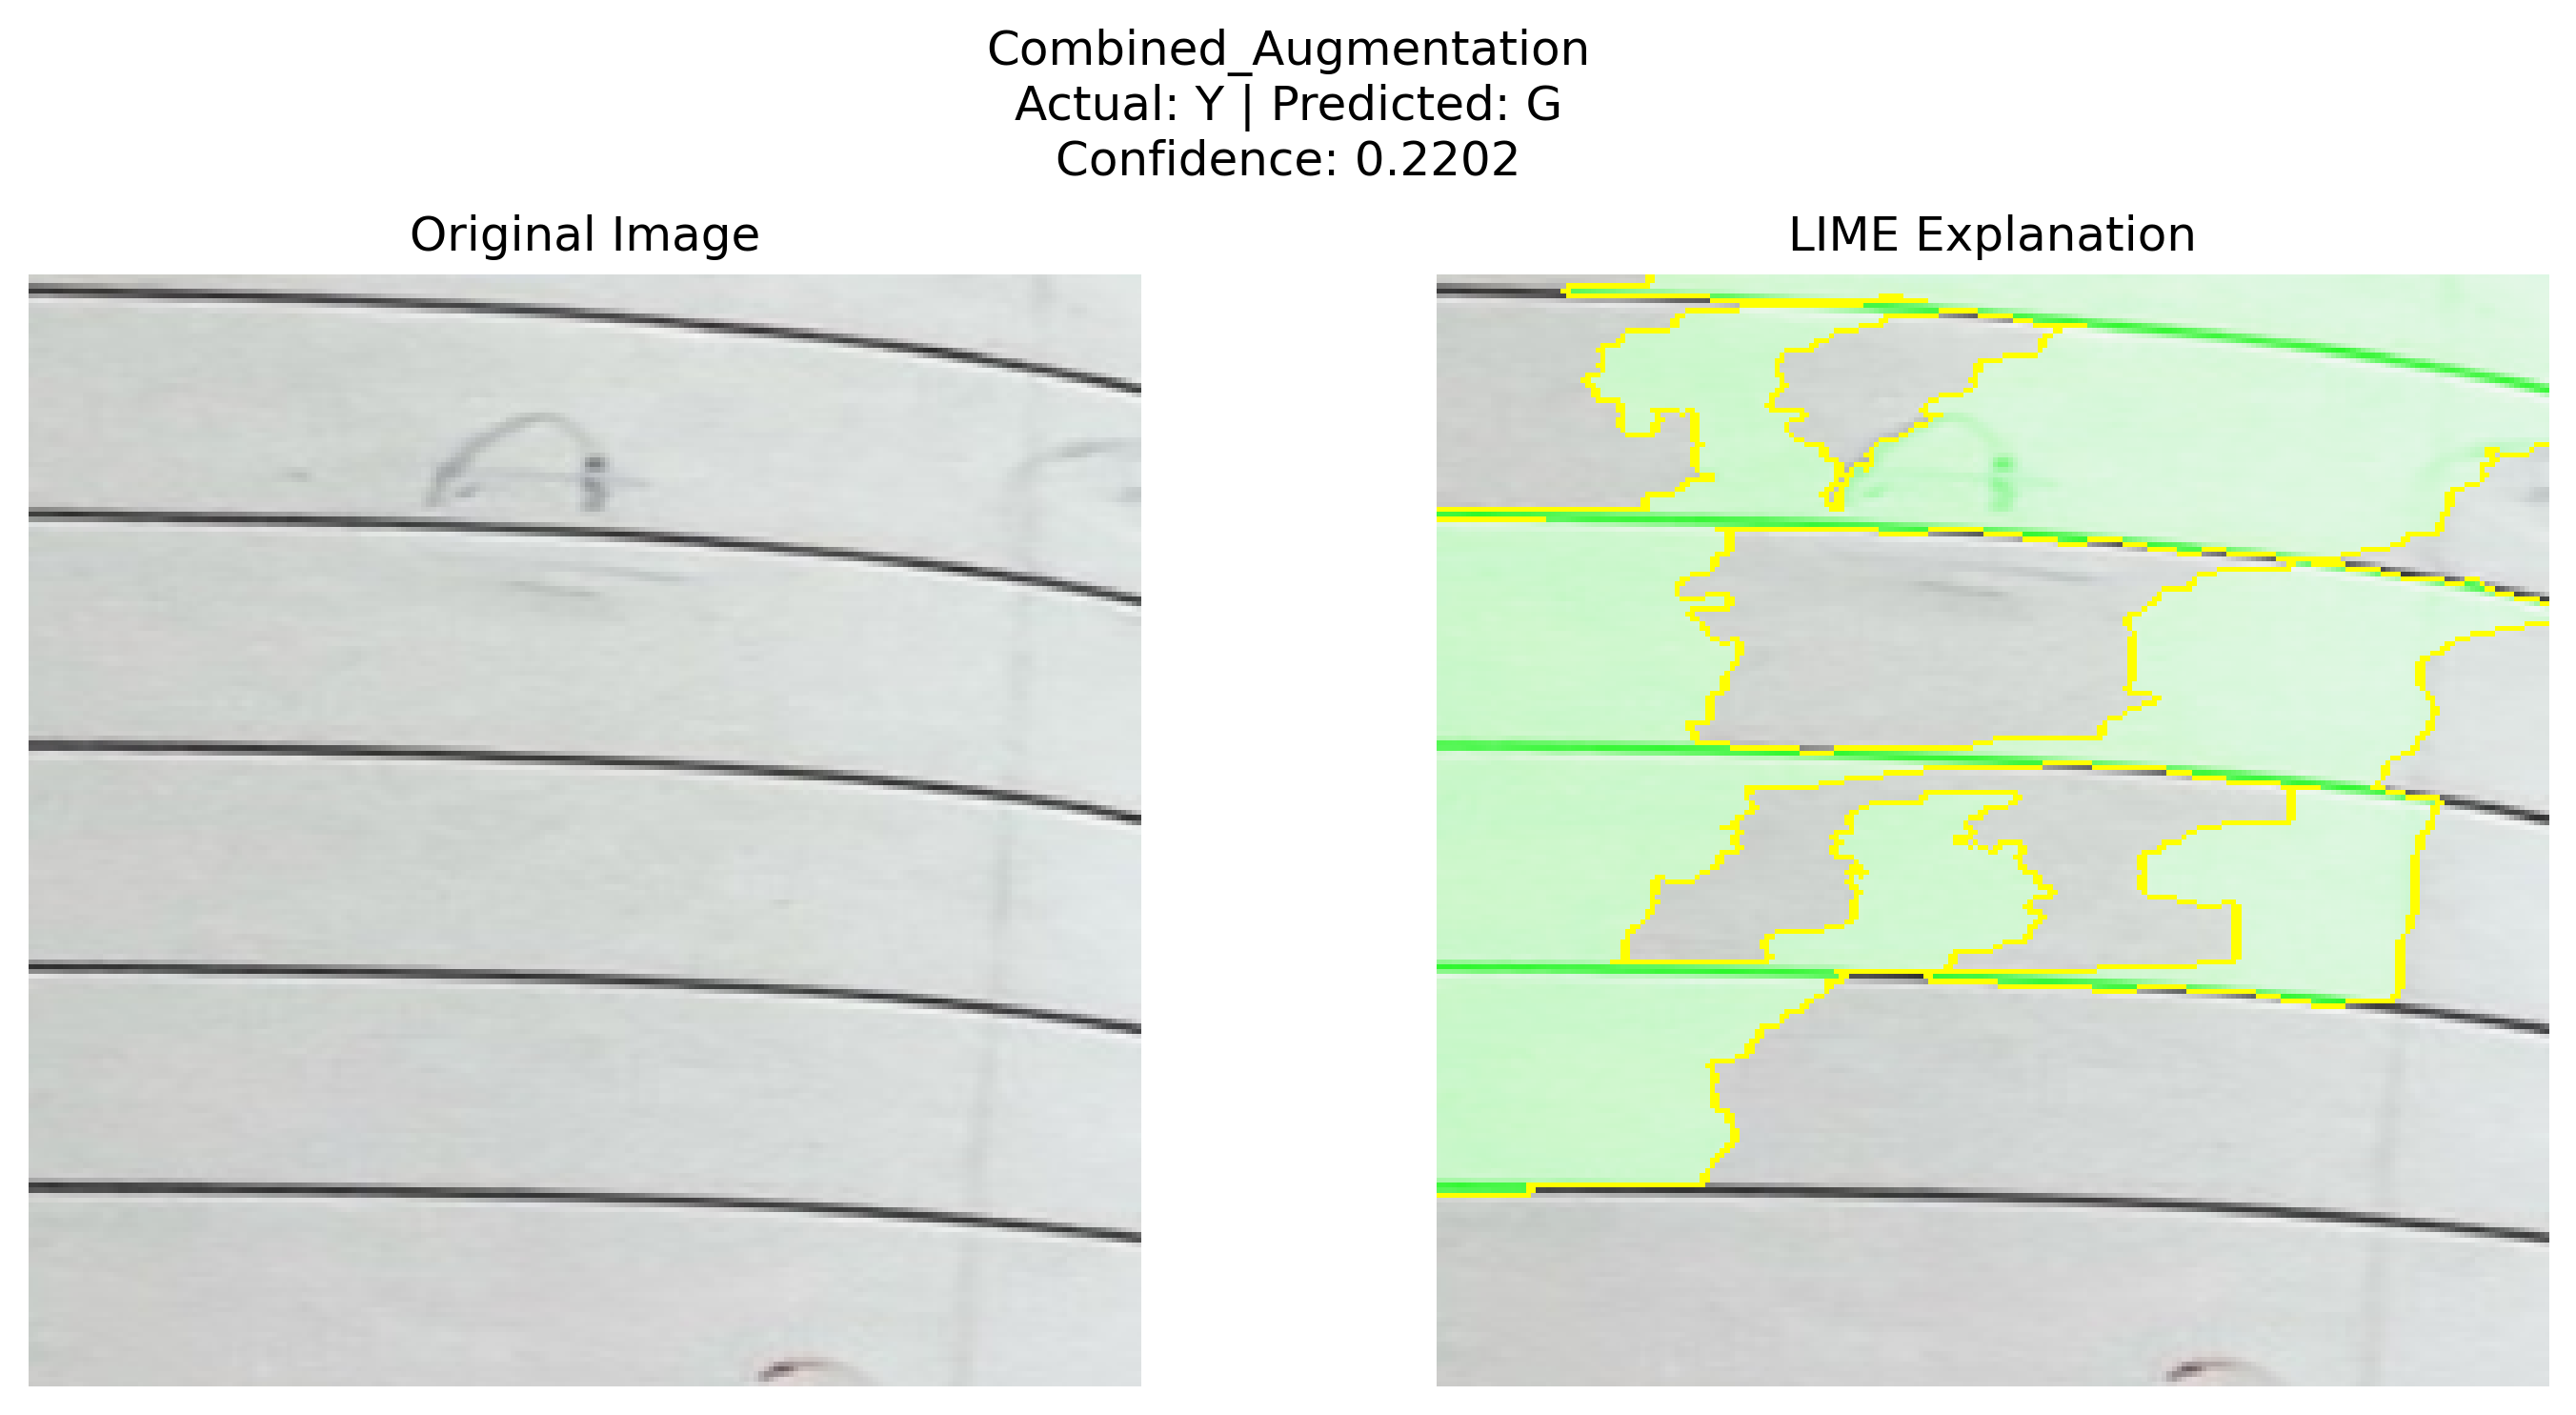 Combined_Augmentation
Actual: Y | Predicted: G
Confidence: 0.2202
Original Image
LIME Explanation